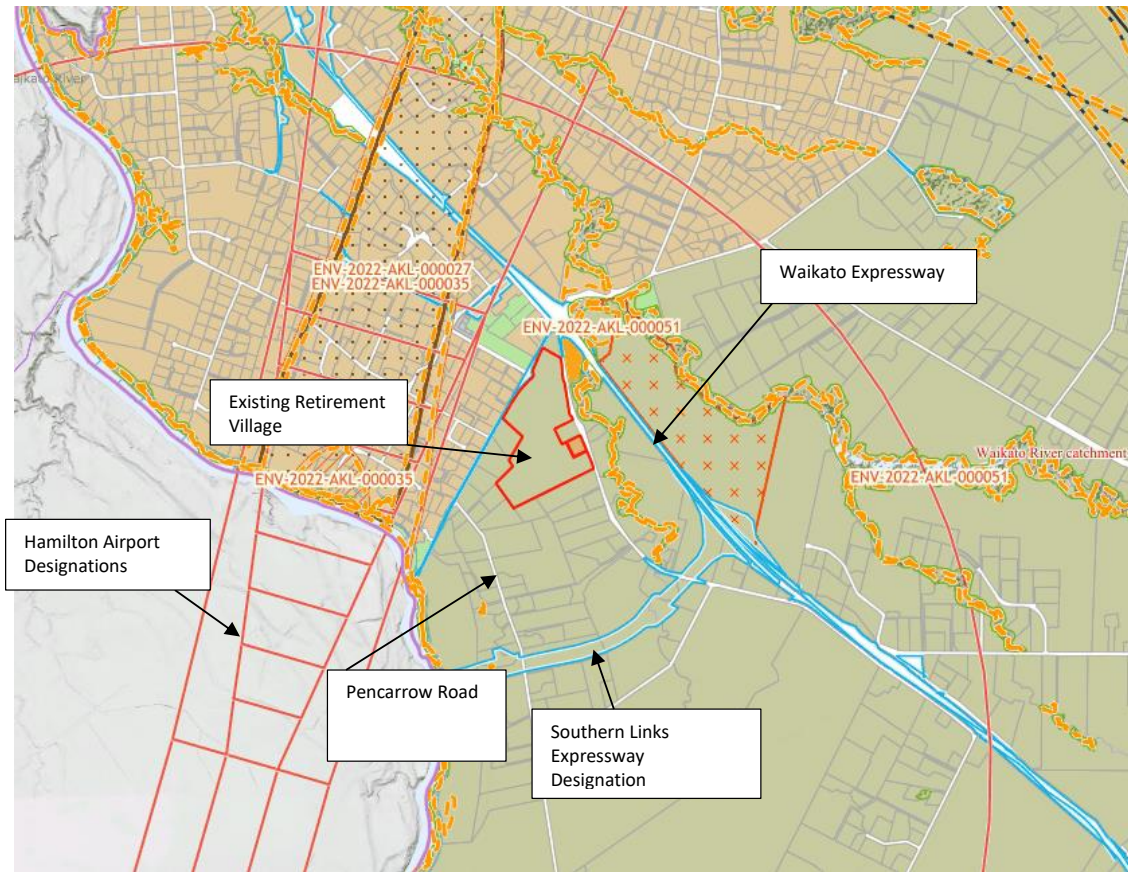 aikato River
ENV-2022-AKL-000027
ENV-2022-AKL-000035
Waikato Expressway
ENV-2022-AKL-000051
Existing Retirement
Village
Waikato River catchment
ENV-2022-AKL-000035
ENV-2022-AKL-000051
Hamilton Airport
Designations
Pencarrow Road
Southern Links
Expressway
Designation